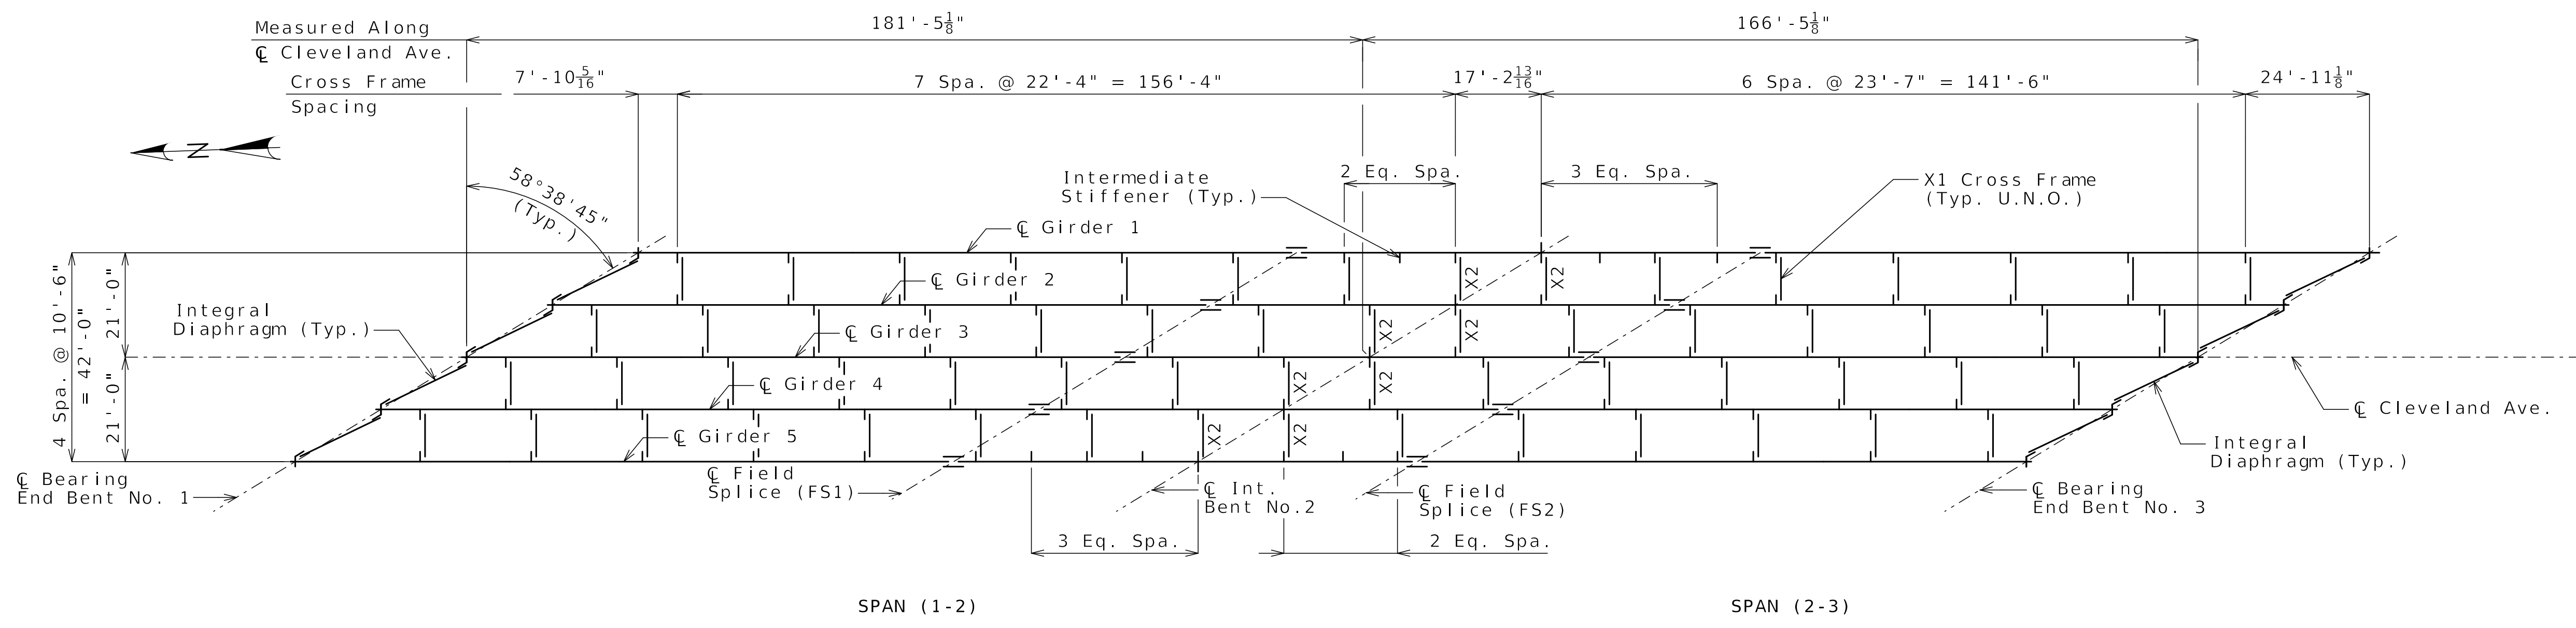 Measured Along
℄ Cleveland Ave.
181'-5⅛"
166'-5⅛"
Cross Frame
Spacing
7'-10 5/16"
7 Spa. @ 22'-4" = 156'-4"
17'-2 13/16"
6 Spa. @ 23'-7" = 141'-6"
24'-11⅛"
N
58°38'45"
(Typ.)
Intermediate
Stiffener (Typ.)
2 Eq. Spa.
3 Eq. Spa.
X1 Cross Frame
(Typ. U.N.O.)
℄ Girder 1
℄ Girder 2
℄ Girder 3
℄ Girder 4
℄ Girder 5
X2
X2
X2
X2
X2
X2
X2
X2
4 Spa. @ 10'-6"
= 42'-0"
21'-0"
21'-0"
Integral
Diaphragm (Typ.)
℄ Bearing
End Bent No. 1
℄ Field
Splice (FS1)
℄ Int.
Bent No.2
℄ Field
Splice (FS2)
℄ Bearing
End Bent No. 3
Integral
Diaphragm (Typ.)
℄ Cleveland Ave.
3 Eq. Spa.
2 Eq. Spa.
SPAN (1-2)
SPAN (2-3)